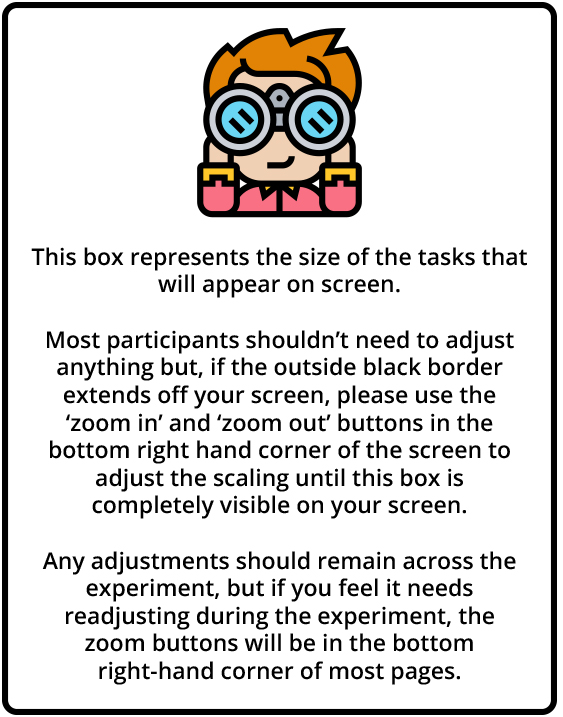 This box represents the size of the tasks that
will appear on screen.
Most participants shouldn’t need to adjust
anything but, if the outside black border
extends off your screen, please use the
‘zoom in’ and ‘zoom out’ buttons in the
bottom right hand corner of the screen to
adjust the scaling until this box is
completely visible on your screen.
Any adjustments should remain across the
experiment, but if you feel it needs
readjusting during the experiment, the
zoom buttons will be in the bottom
right-hand corner of most pages.